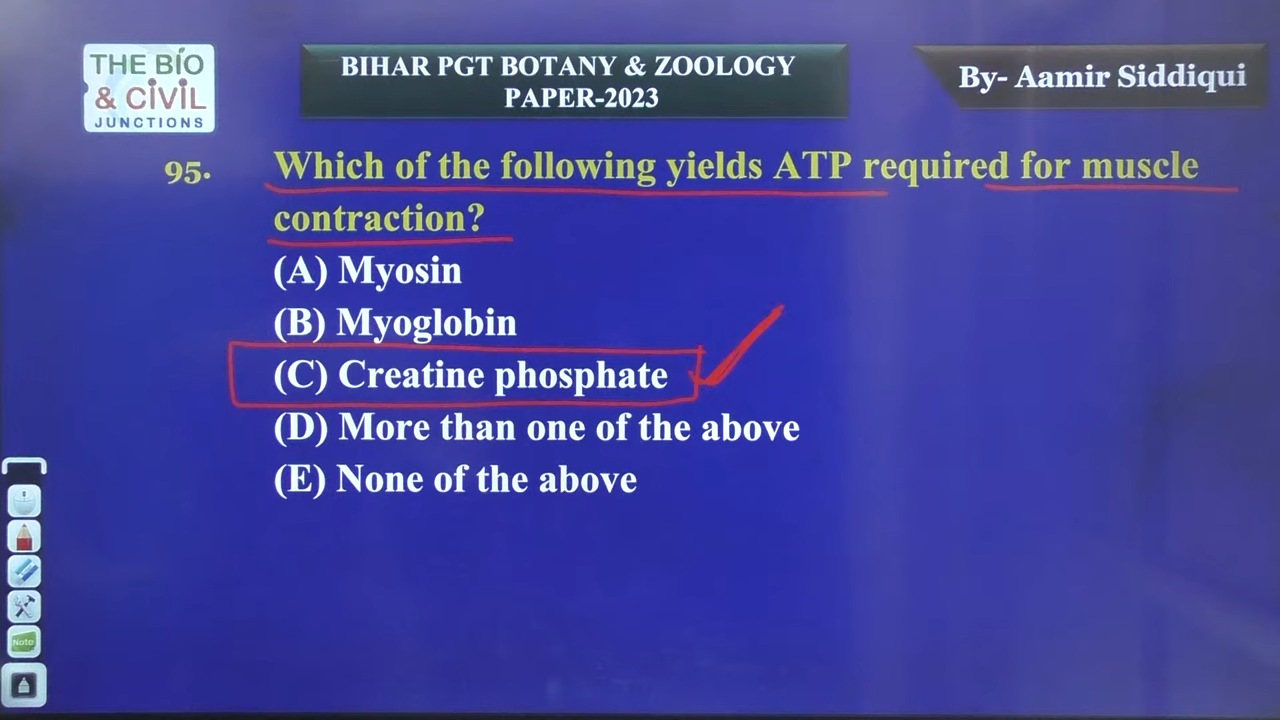 THE BIO
& CIVIL
JUNCTIONS
BIHAR PGT BOTANY & ZOOLOGY
PAPER-2023
By- Aamir Siddiqui
95. Which of the following yields ATP required for muscle
contraction?
(A) Myosin
(B) Myoglobin
(C) Creatine phosphate
(D) More than one of the above
(E) None of the above
Note